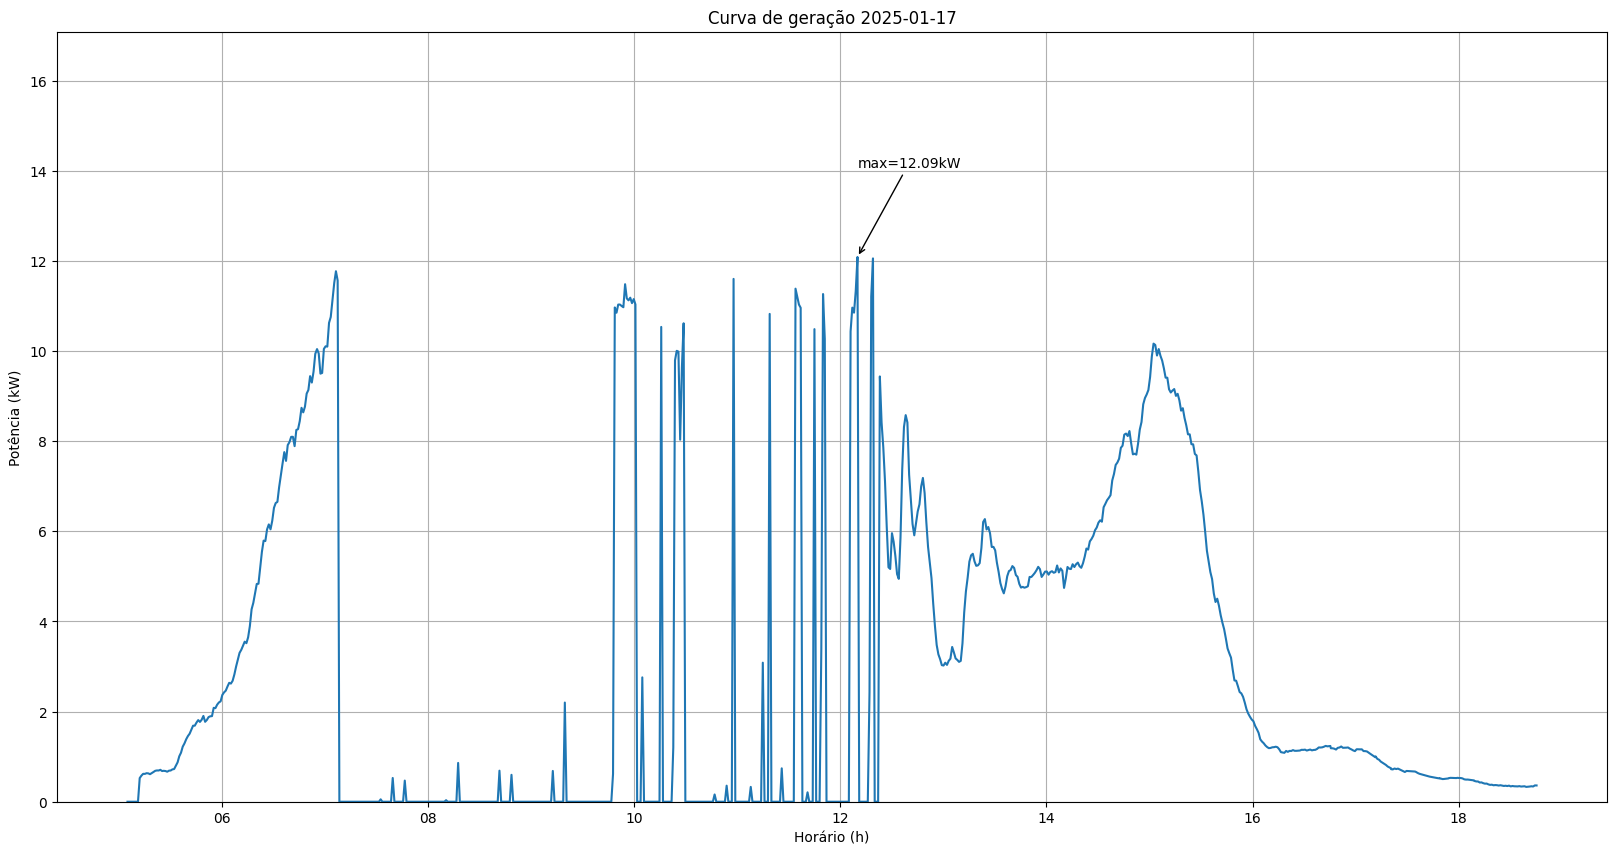 Curva de geração 2025-01-17
16
14
12
10
8
6
4
2
0
Potência (kW)
max=12.09kW
06 08 10 12 14 16 18
Horário (h)